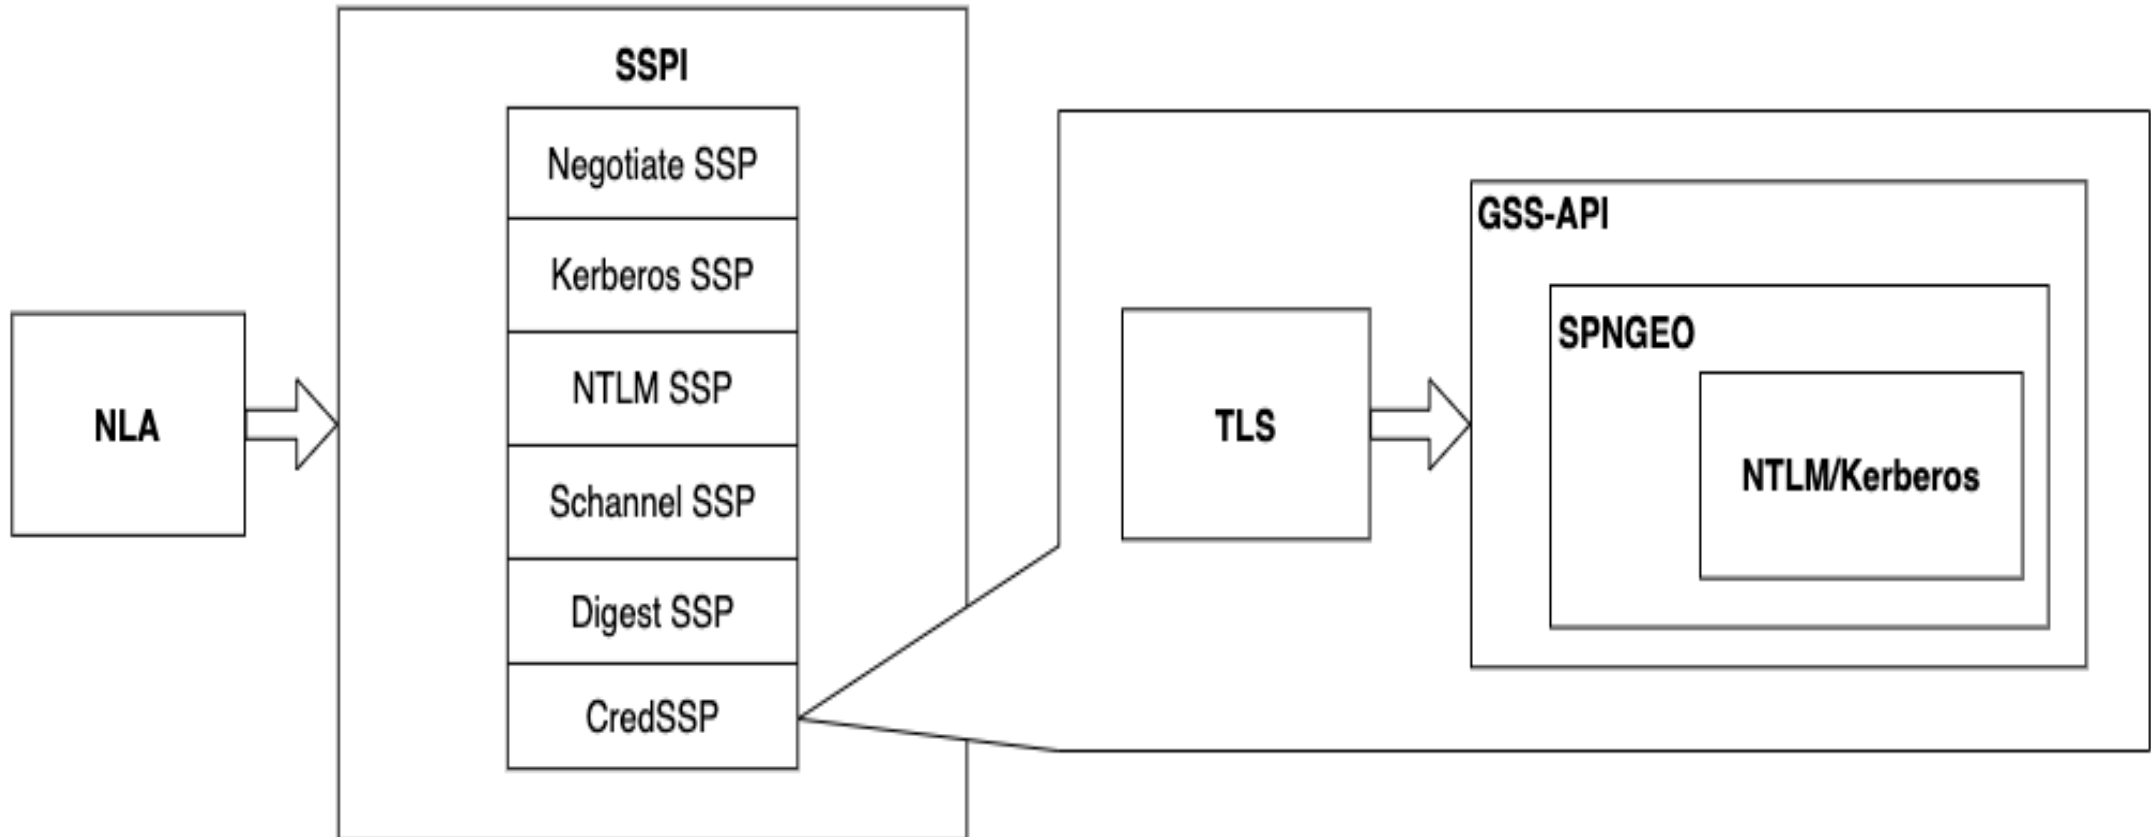 SSPI
Negotiate SSP
Kerberos SSP
NTLM SSP
Schannel SSP
Digest SSP
CredSSP
NLA
TLS
GSS-API
SPNGEO
NTLM/Kerberos